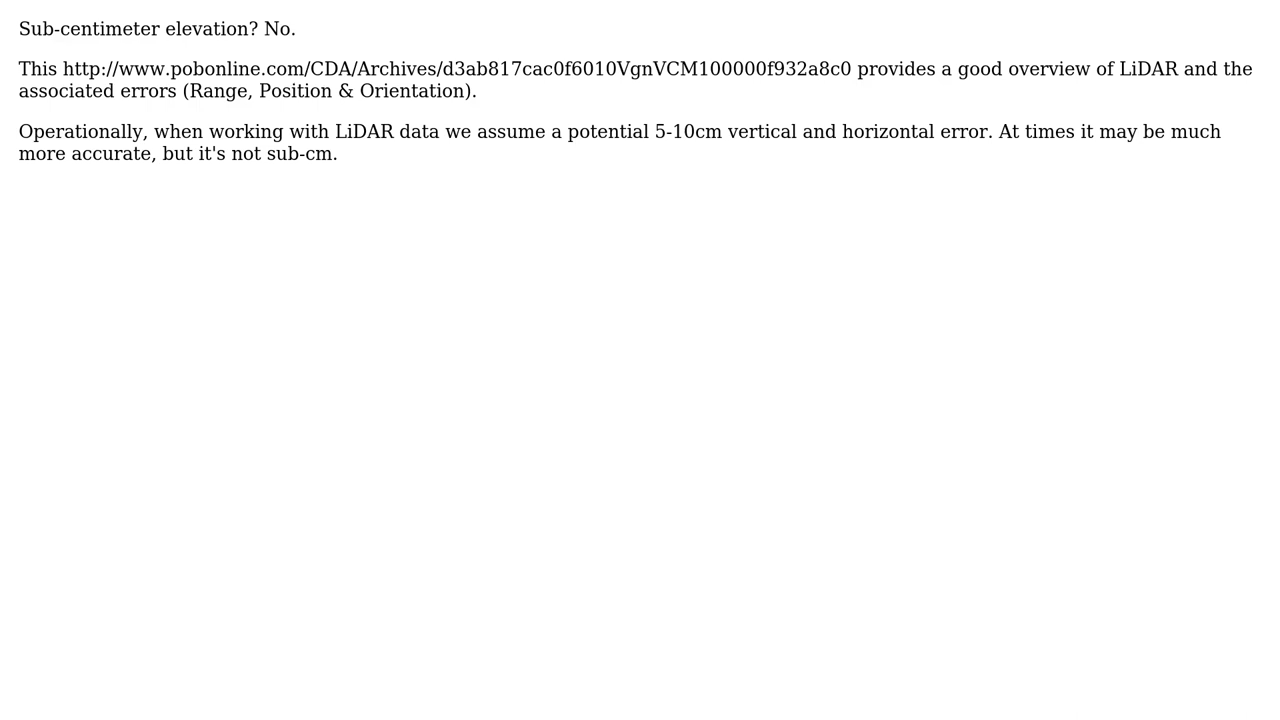 Sub-centimeter elevation? No.
This http://www.pobonline.com/CDA/Archives/d3ab817cac0f6010VgnVCM100000f932a8c0 provides a good overview of LiDAR and the
associated errors (Range, Position & Orientation).
Operationally, when working with LiDAR data we assume a potential 5-10cm vertical and horizontal error. At times it may be much
more accurate, but it's not sub-cm.